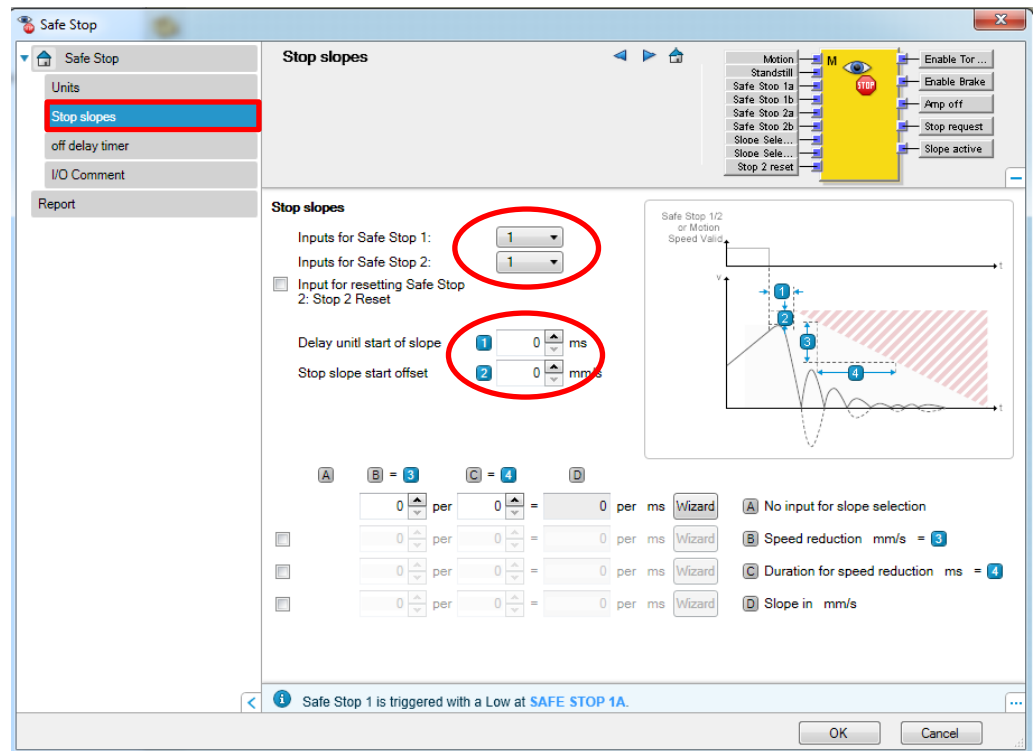 Safe Stop
Safe Stop
Units
Stop slopes
off delay timer
I/O Comment
Report
Stop slopes
Motion
Standstill
Safe Stop 1a
Safe Stop 1b
Safe Stop 2a
Safe Stop 2b
Slope Sele...
Slope Sele...
Stop 2 reset
M
STOP
Enable Tor ...
Enable Brake
Amp off
Stop request
Slope active
Stop slopes
Inputs for Safe Stop 1: 1
Inputs for Safe Stop 2: 1
Input for resetting Safe Stop
2: Stop 2 Reset
Delay unitl start of slope 1 0 ms
Stop slope start offset 2 0 mm/s
Safe Stop 1/2
or Motion
Speed Valid
t
v
1
2
3
4
t
A B = 3 C = 4 D
0 per 0 = 0 per ms Wizard A No input for slope selection
0 per 0 = 0 per ms Wizard B Speed reduction mm/s = 3
0 per 0 = 0 per ms Wizard C Duration for speed reduction ms = 4
0 per 0 = 0 per ms Wizard D Slope in mm/s
Safe Stop 1 is triggered with a Low at SAFE STOP 1A.
OK Cancel